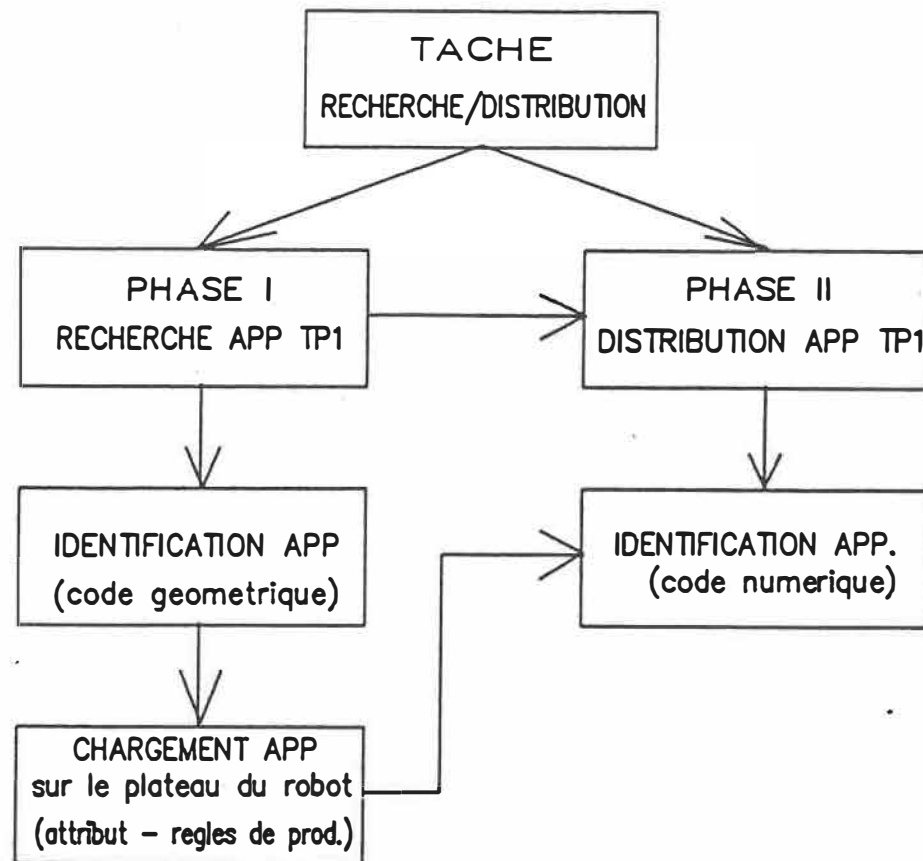 TACHE
RECHERCHE/DISTRIBUTION
PHASE I
RECHERCHE APP TP1
PHASE II
DISTRIBUTION APP TP1
IDENTIFICATION APP
(code geometrique)
IDENTIFICATION APP.
(code numerique)
CHARGEMENT APP
sur le plateau du robot
(attribut – regles de prod.)